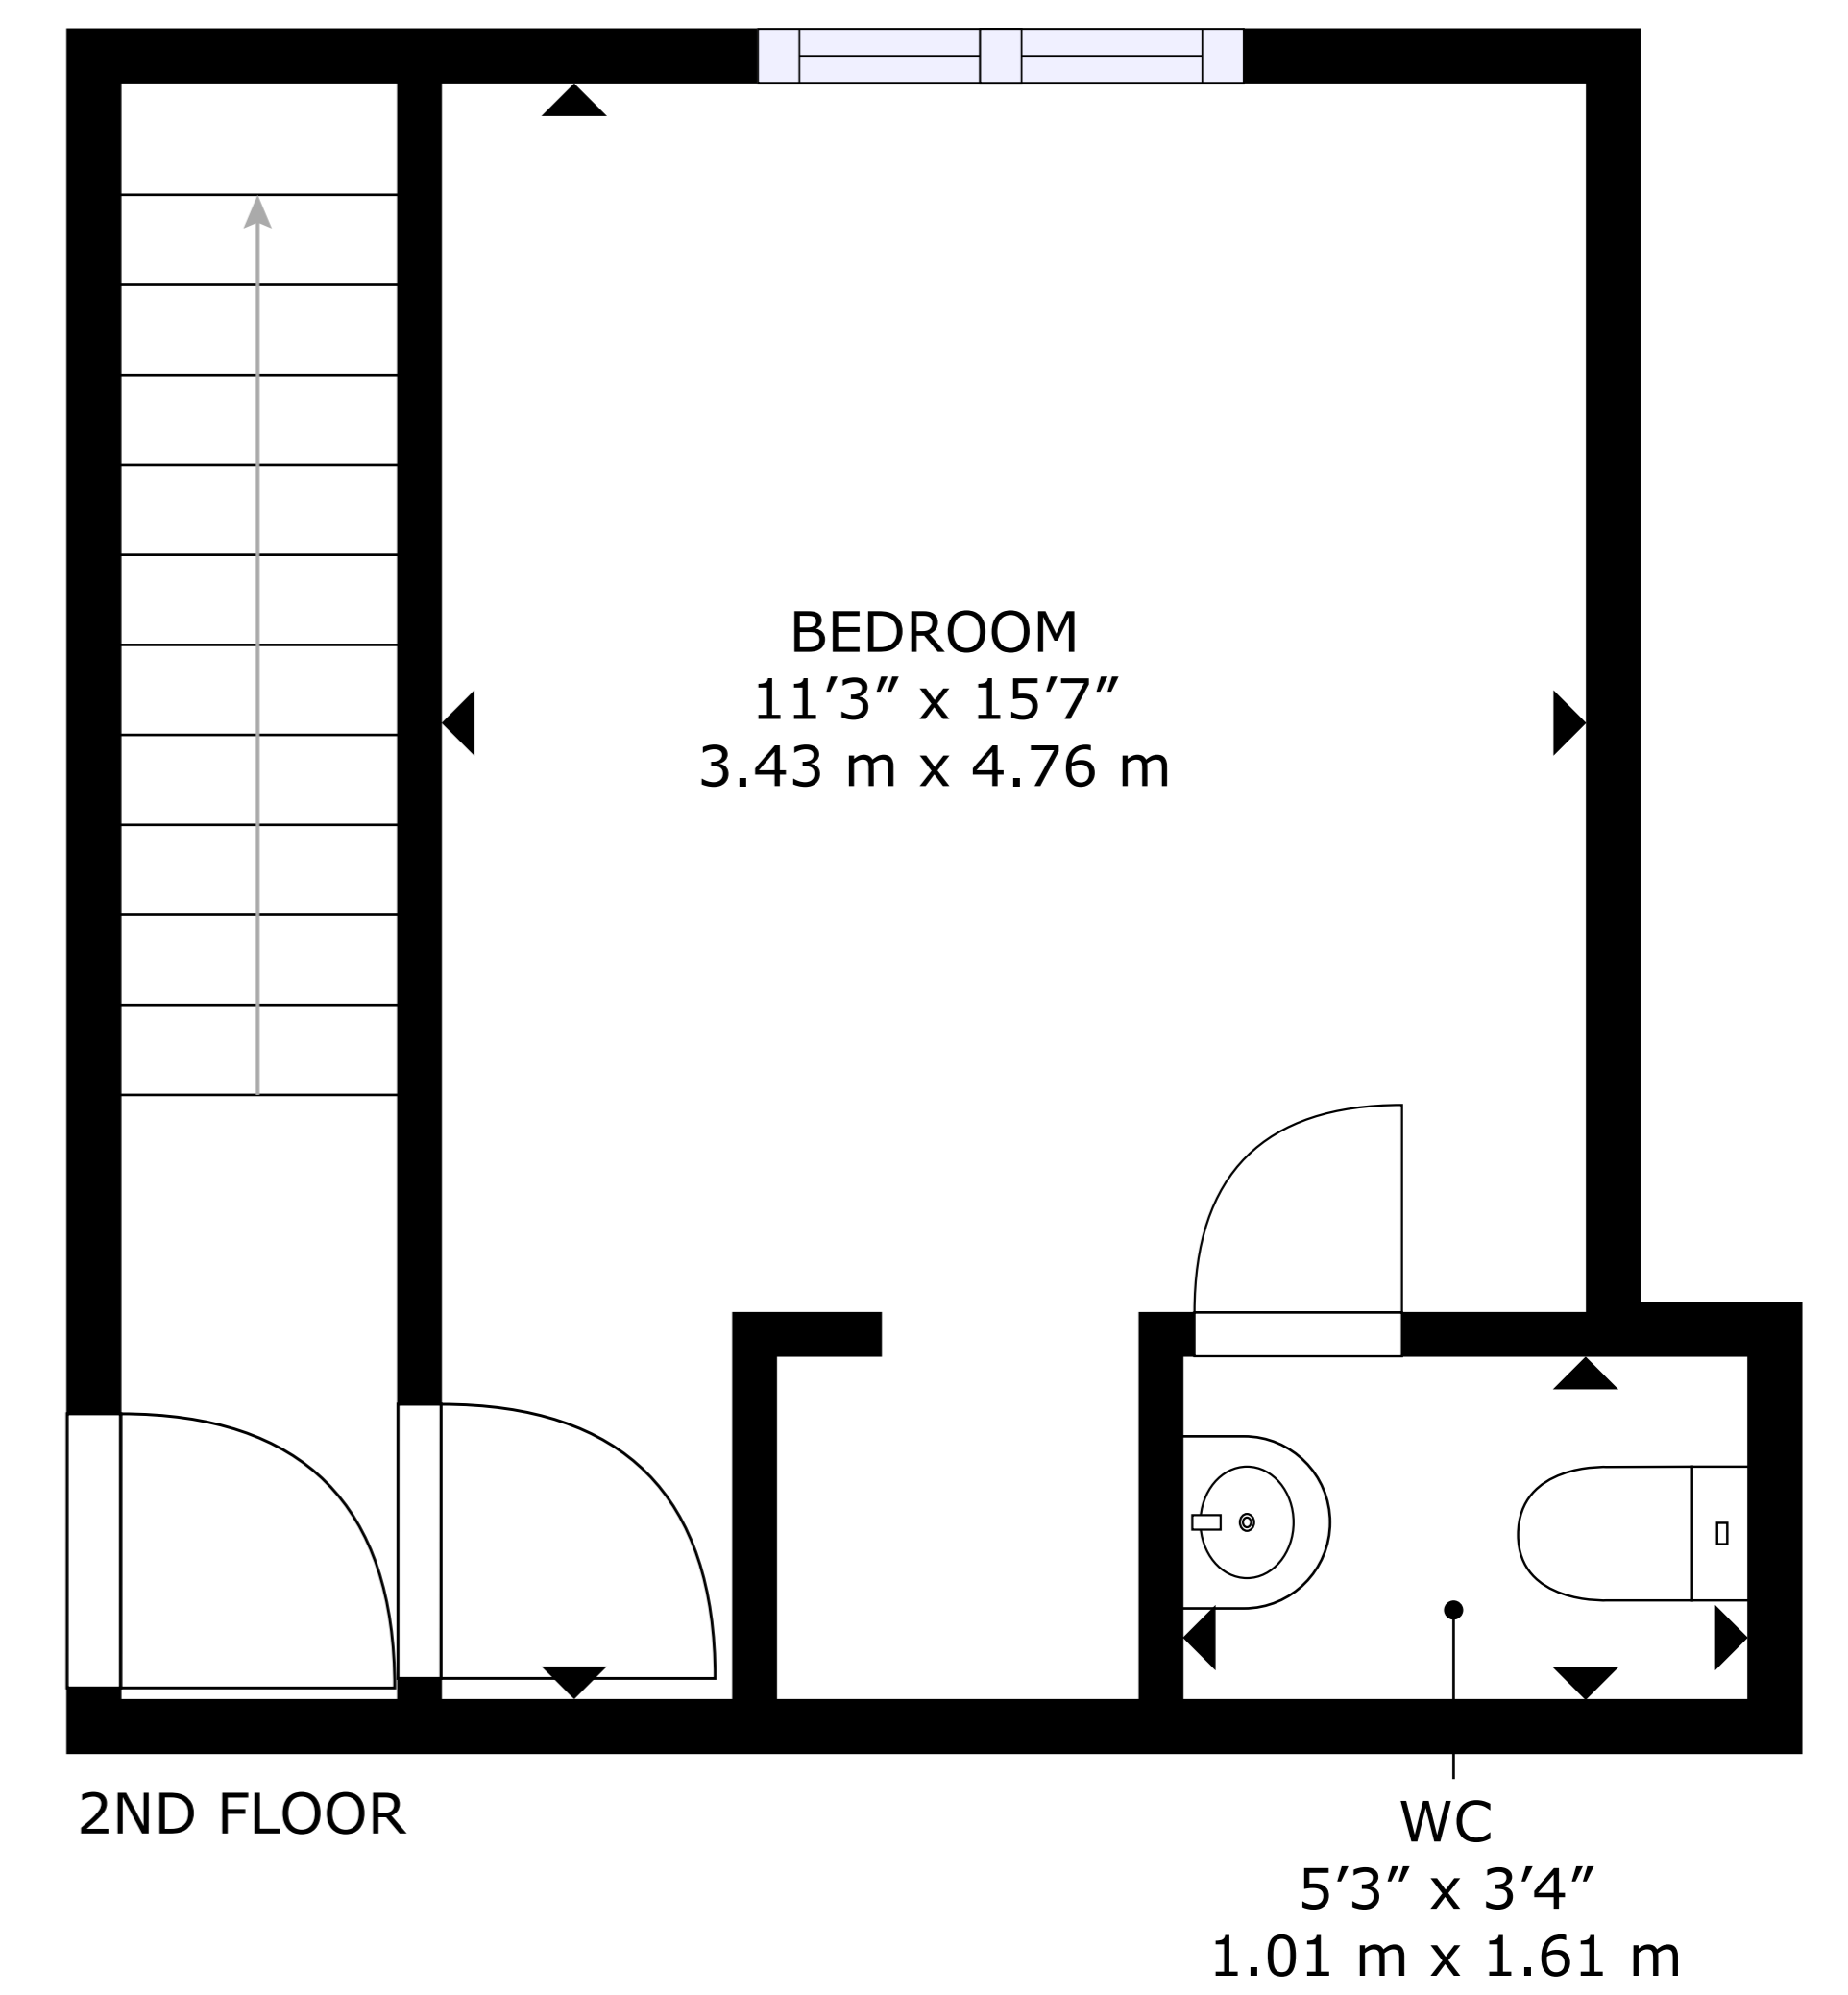 BEDROOM
11′3″ x 15′7″
3.43 m x 4.76 m
2ND FLOOR
WC
5′3″ x 3′4″
1.01 m x 1.61 m